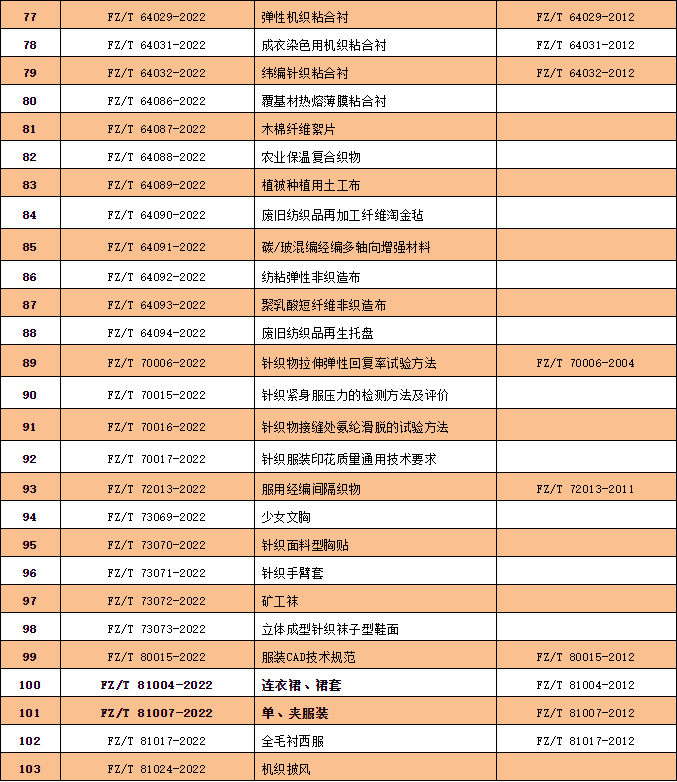 77 FZ/T 64029-2022 弹性机织粘合衬 FZ/T 64029-2012
78 FZ/T 64031-2022 成衣染色用机织粘合衬 FZ/T 64031-2012
79 FZ/T 64032-2022 纬编针织粘合衬 FZ/T 64032-2012
80 FZ/T 64086-2022 覆基材热熔薄膜粘合衬
81 FZ/T 64087-2022 木棉纤维絮片
82 FZ/T 64088-2022 农业保温复合织物
83 FZ/T 64089-2022 植被种植用土工布
84 FZ/T 64090-2022 废旧纺织品再加工纤维淘金毡
85 FZ/T 64091-2022 碳/玻混编经编多轴向增强材料
86 FZ/T 64092-2022 纺粘弹性非织造布
87 FZ/T 64093-2022 聚乳酸短纤维非织造布
88 FZ/T 64094-2022 废旧纺织品再生托盘
89 FZ/T 70006-2022 针织物拉伸弹性回复率试验方法 FZ/T 70006-2004
90 FZ/T 70015-2022 针织紧身服压力的检测方法及评价
91 FZ/T 70016-2022 针织物接缝处氨纶滑脱的试验方法
92 FZ/T 70017-2022 针织服装印花质量通用技术要求
93 FZ/T 72013-2022 服用经编间隔织物 FZ/T 72013-2011
94 FZ/T 73069-2022 少女文胸
95 FZ/T 73070-2022 针织面料型胸贴
96 FZ/T 73071-2022 针织手臂套
97 FZ/T 73072-2022 矿工袜
98 FZ/T 73073-2022 立体成型针织袜子型鞋面
99 FZ/T 80015-2022 服装CAD技术规范 FZ/T 80015-2012
100 FZ/T 81004-2022 连衣裙、裙套 FZ/T 81004-2012
101 FZ/T 81007-2022 单、夹服装 FZ/T 81007-2012
102 FZ/T 81017-2022 全毛衬西服 FZ/T 81017-2012
103 FZ/T 81024-2022 机织披风